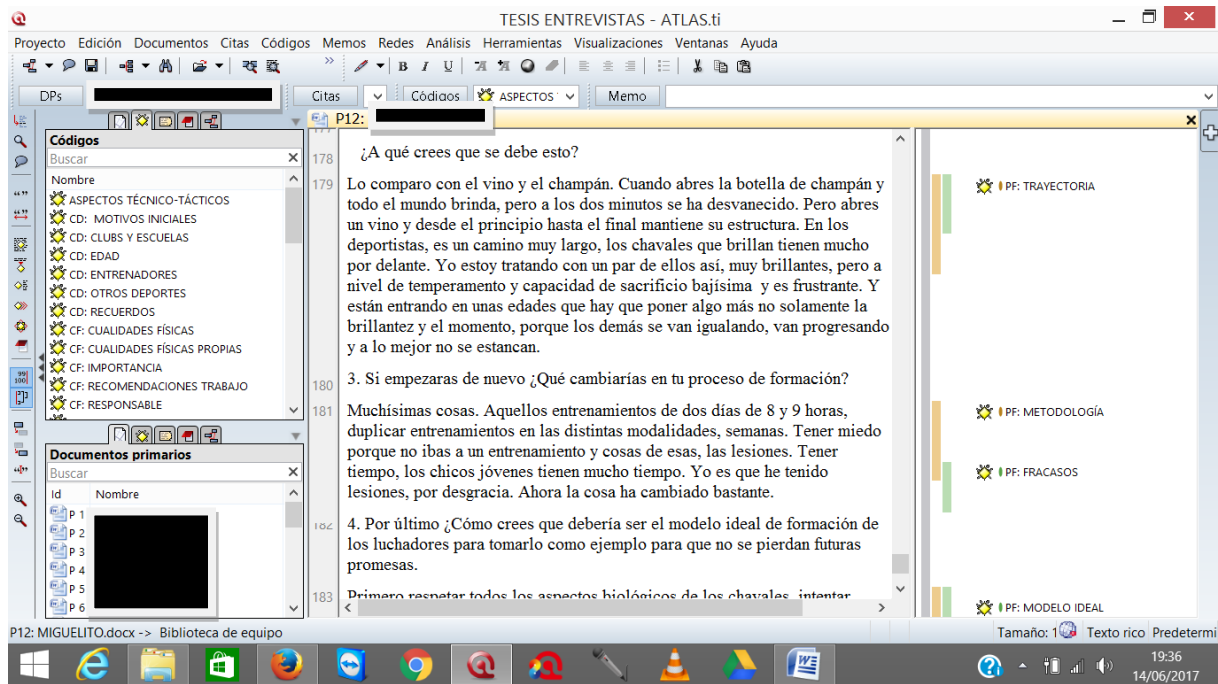 TESIS ENTREVISTAS - ATLAS.ti
Proyecto Edición Documentos Citas Códigos Memos Redes Análisis Herramientas Visualizaciones Ventanas Ayuda
B I U
DPs Citas Códigos ASPECTOS Memo
P12:
Códigos
Buscar
Nombre
ASPECTOS TÉCNICO-TÁCTICOS
CD: MOTIVOS INICIALES
CD: CLUBS Y ESCUELAS
CD: EDAD
CD: ENTRENADORES
CD: OTROS DEPORTES
CD: RECUERDOS
CF: CUALIDADES FÍSICAS
CF: CUALIDADES FÍSICAS PROPIAS
CF: IMPORTANCIA
CF: RECOMENDACIONES TRABAJO
CF: RESPONSABLE
Documentos primarios
Buscar
Id Nombre
P 1
P 2
P 3
P 4
P 5
P 6
177
178 ¿A qué crees que se debe esto?
179 Lo comparo con el vino y el champán. Cuando abres la botella de champán y
todo el mundo brinda, pero a los dos minutos se ha desvanecido. Pero abres
un vino y desde el principio hasta el final mantiene su estructura. En los
deportistas, es un camino muy largo, los chavales que brillan tienen mucho
por delante. Yo estoy tratando con un par de ellos así, muy brillantes, pero a
nivel de temperamento y capacidad de sacrificio bajísima y es frustrante. Y
están entrando en unas edades que hay que poner algo más no solamente la
brillantez y el momento, porque los demás se van igualando, van progresando
y a lo mejor no se estancan.
180 3. Si empezaras de nuevo ¿Qué cambiarías en tu proceso de formación?
181 Muchísimas cosas. Aquellos entrenamientos de dos días de 8 y 9 horas,
duplicar entrenamientos en las distintas modalidades, semanas. Tener miedo
porque no ibas a un entrenamiento y cosas de esas, las lesiones. Tener
tiempo, los chicos jóvenes tienen mucho tiempo. Yo es que he tenido
lesiones, por desgracia. Ahora la cosa ha cambiado bastante.
182 4. Por último ¿Cómo crees que debería ser el modelo ideal de formación de
los luchadores para tomarlo como ejemplo para que no se pierdan futuras
promesas.
183 Primero respetar todos los aspectos biológicos de los chavales, intentar
PF: TRAYECTORIA
PF: METODOLOGÍA
PF: FRACASOS
PF: MODELO IDEAL
P12: MIGUELITO.docx -> Biblioteca de equipo
Tamaño: 1 Texto rico Predetermi
19:36
14/06/2017